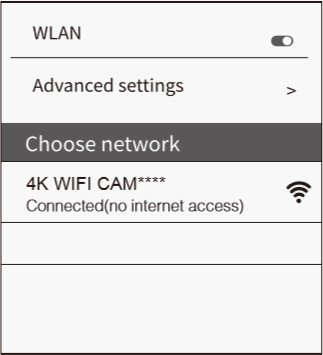 WLAN
Advanced settings >
Choose network
4K WIFI CAM****
Connected(no internet access)